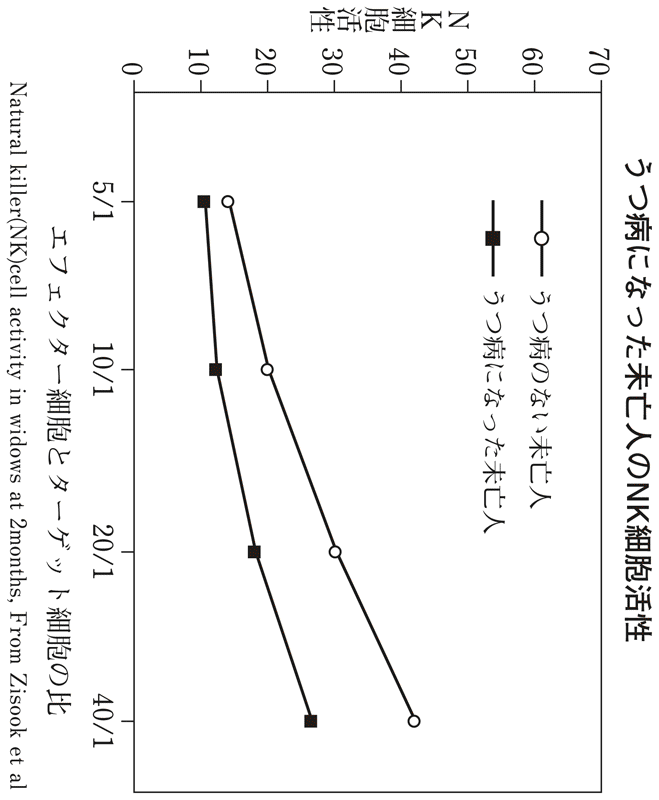 うつ病になった未亡人のNK細胞活性
NK細胞活性
70
60
50
40
30
20
10
0
うつ病のない未亡人
うつ病になった未亡人
5/1
10/1
20/1
40/1
エフェクター細胞とターゲット細胞の比
Natural killer(NK)cell activity in widows at 2months, From Zisook et al